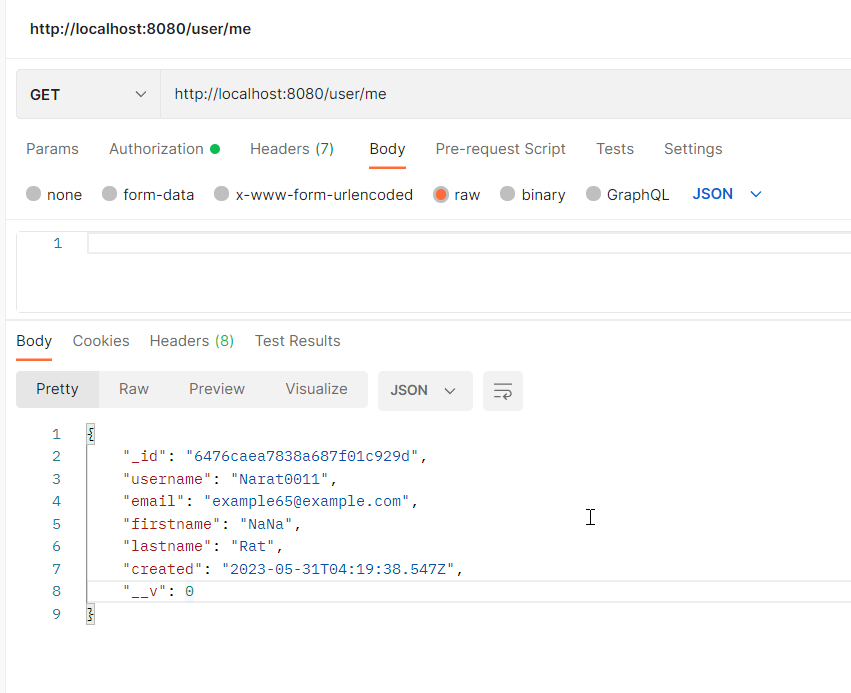 http://localhost:8080/user/me
GET http://localhost:8080/user/me
Params Authorization Headers (7) Body Pre-request Script Tests Settings
none form-data x-www-form-urlencoded raw binary GraphQL JSON
1
Body Cookies Headers (8) Test Results
Pretty Raw Preview Visualize JSON
1 {
2 "_id": "6476caea7838a687f01c929d",
3 "username": "Narat0011",
4 "email": "example65@example.com",
5 "firstname": "NaNa",
6 "lastname": "Rat",
7 "created": "2023-05-31T04:19:38.547Z",
8 "__v": 0
9 }